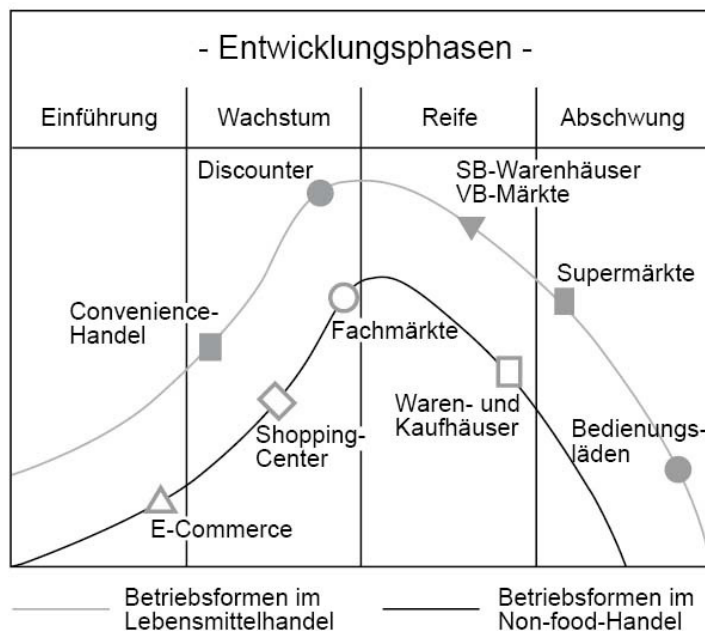 - Entwicklungsphasen -
Einführung
Wachstum
Reife
Abschwung
Discounter
SB-Warenhäuser
VB-Märkte
Supermärkte
Convenience-
Handel
Fachmärkte
Waren- und
Kaufhäuser
Shopping-
Center
Bedienungs-
läden
E-Commerce
Betriebsformen im
Lebensmittelhandel
Betriebsformen im
Non-food-Handel